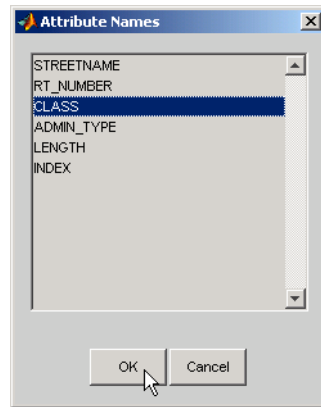 Attribute Names
STREETNAME
RT_NUMBER
CLASS
ADMIN_TYPE
LENGTH
INDEX
OK Cancel